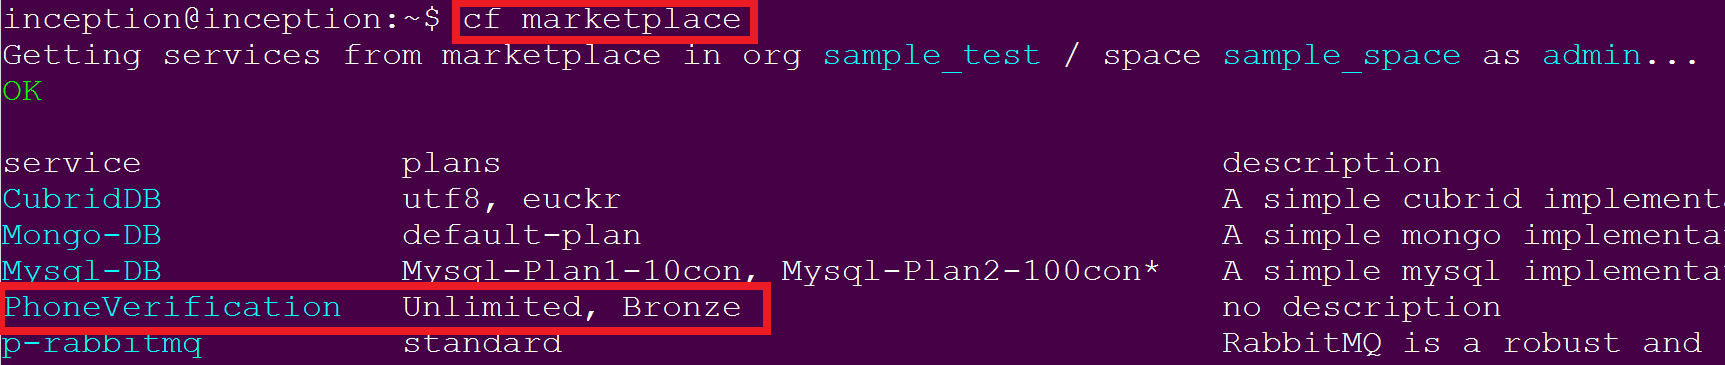 inception@inception:~$ cf marketplace
Getting services from marketplace in org sample_test / space sample_space as admin...
OK
service plans description
CubridDB utf8, euckr A simple cubrid implementa
Mongo-DB default-plan A simple mongo implementa
Mysql-DB Mysql-Plan1-10con, Mysql-Plan2-100con* A simple mysql implementa
PhoneVerification Unlimited, Bronze no description
p-rabbitmq standard RabbitMQ is a robust and